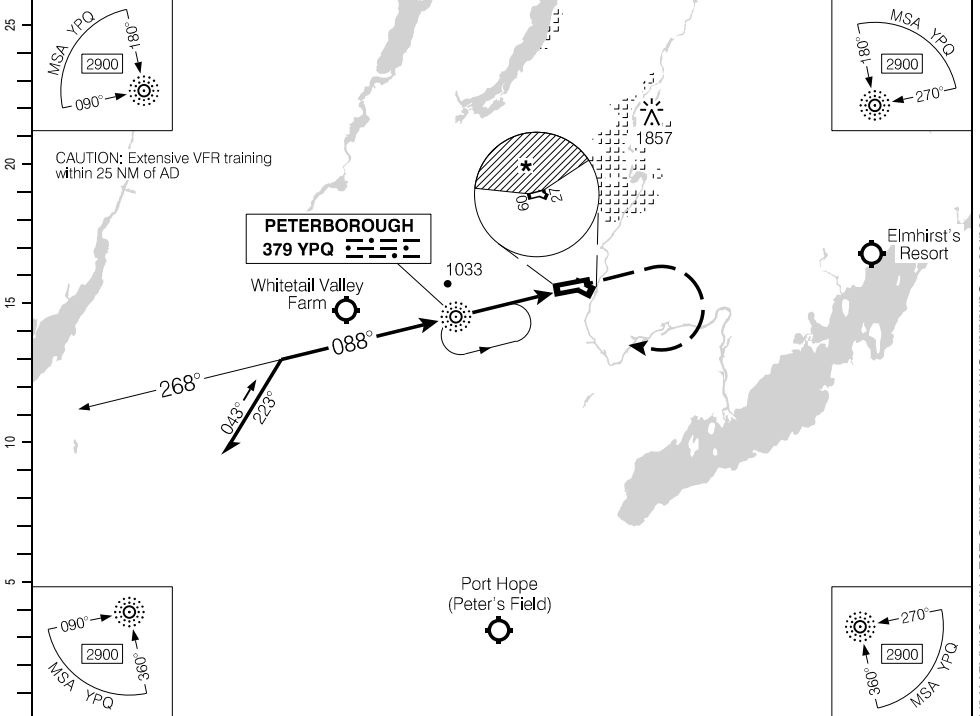 25
20
15
10
5
MSA YPQ
180°
2900
090°
MSA YPQ
180°
2900
270°
CAUTION: Extensive VFR training
within 25 NM of AD
1857
*
09
27
PETERBOROUGH
379 YPQ
1033
Whitetail Valley
Farm
Elmhirst's
Resort
088°
268°
043°
223°
Port Hope
(Peter's Field)
090°
2900
360°
MSA YPQ
270°
2900
360°
MSA YPQ